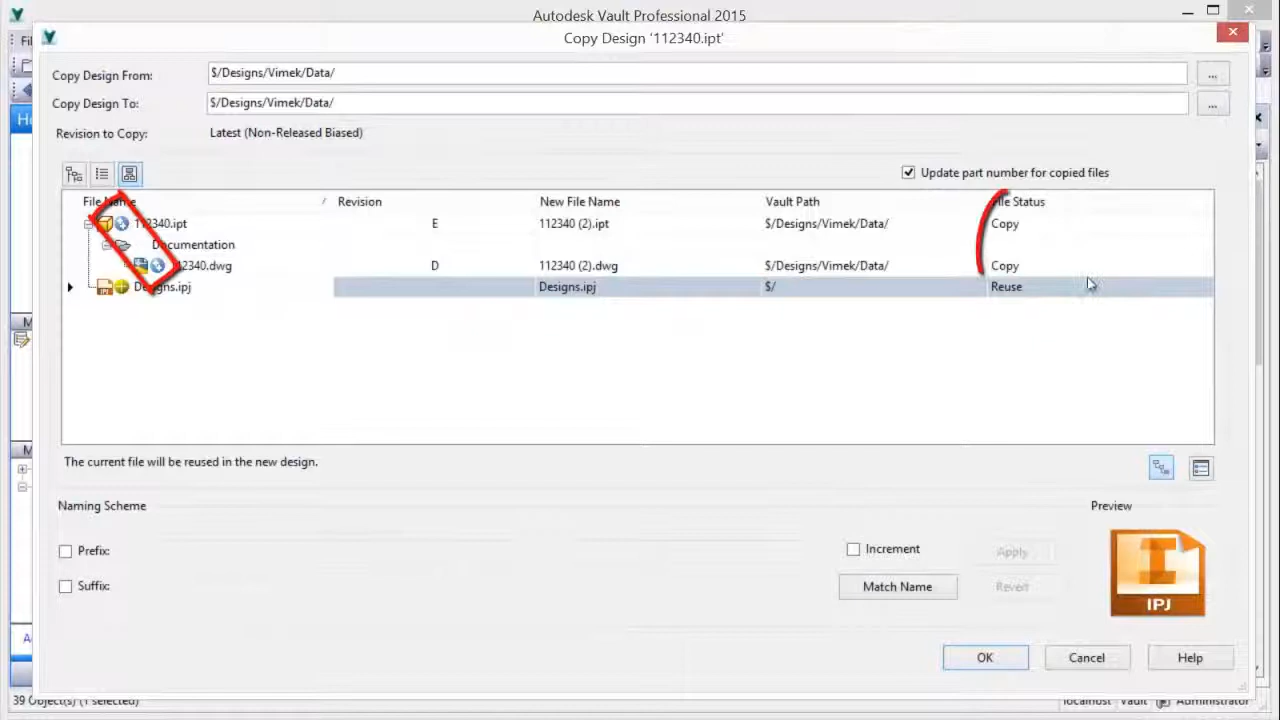 Autodesk Vault Professional 2015
Copy Design '112340.ipt'
Copy Design From: $/Designs/Vimek/Data/ ...
Copy Design To: $/Designs/Vimek/Data/ ...
Revision to Copy: Latest (Non-Released Biased)
Update part number for copied files
File Name / Revision New File Name Vault Path File Status
112340.ipt E 112340 (2).ipt $/Designs/Vimek/Data/ Copy
Documentation
112340.dwg D 112340 (2).dwg $/Designs/Vimek/Data/ Copy
Designs.ipj Designs.ipj $/ Reuse
The current file will be reused in the new design.
Naming Scheme Preview
Prefix: Increment Apply
Suffix: Match Name Revert
IPJ
OK Cancel Help
39 Object(s) (1 selected) localhost Vault Administrator